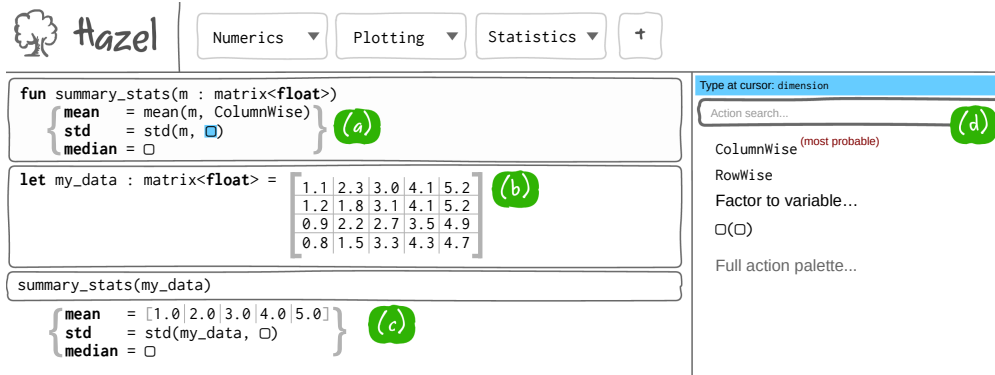 Hazel
Numerics ▼
Plotting ▼
Statistics ▼
+
fun summary_stats(m : matrix<float>)
mean = mean(m, ColumnWise)
std = std(m, ▢)
median = ▢
(a)
let my_data : matrix<float> =
1.1 2.3 3.0 4.1 5.2
1.2 1.8 3.1 4.1 5.2
0.9 2.2 2.7 3.5 4.9
0.8 1.5 3.3 4.3 4.7
(b)
summary_stats(my_data)
mean = [1.0 2.0 3.0 4.0 5.0]
std = std(my_data, ▢)
median = ▢
(c)
Type at cursor: dimension
Action search...
(d)
ColumnWise (most probable)
RowWise
Factor to variable…
▢(▢)
Full action palette...